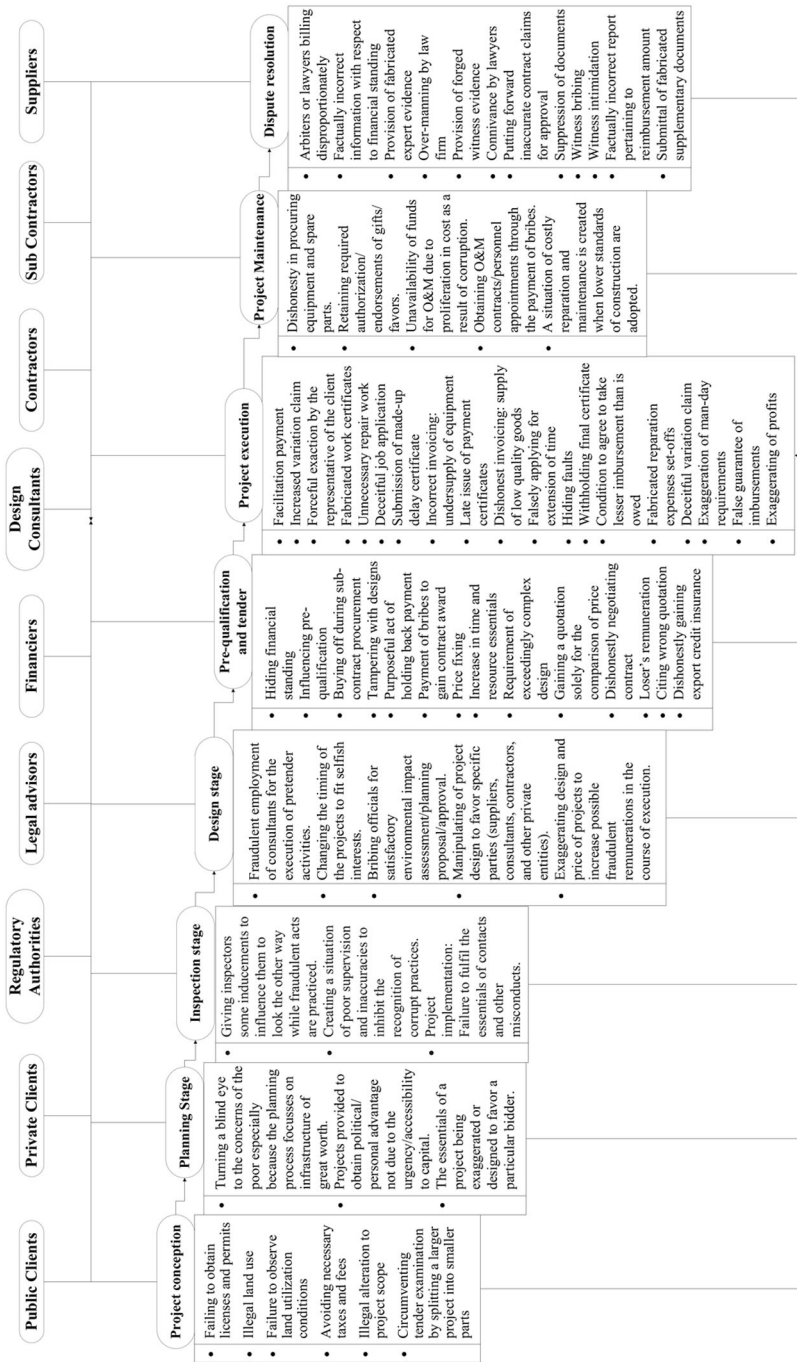 Public Clients
Private Clients
Regulatory
Authorities
Legal advisors
Financiers
Design
Consultants
Contractors
Sub Contractors
Suppliers
Project conception
• Failing to obtain
licenses and permits
• Illegal land use
• Failure to observe
land utilization
conditions
• Avoiding necessary
taxes and fees
• Illegal alteration to
project scope
• Circumventing
tender examination
by splitting a larger
project into smaller
parts
Planning Stage
• Turning a blind eye
to the concerns of the
poor especially
because the planning
process focusses on
infrastructure of
great worth.
• Projects provided to
obtain political/
personal advantage
not due to the
urgency/accessibility
to capital.
• The essentials of a
project being
exaggerated or
designed to favor a
particular bidder.
Inspection stage
• Giving inspectors
some inducements to
influence them to
look the other way
while fraudulent acts
are practiced.
• Creating a situation
of poor supervision
and inaccuracies to
inhibit the
recognition of
corrupt practices.
• Project
implementation:
Failure to fulfil the
essentials of contacts
and other
misconducts.
Design stage
• Fraudulent employment
of consultants for the
execution of pretender
activities.
• Changing the timing of
the projects to fit selfish
interests.
• Bribing officials for
satisfactory
environmental impact
assessment/planning
proposal/approval.
• Manipulating of project
design to favor specific
parties (suppliers,
consultants, contractors,
and other private
entities).
• Exaggerating design and
price of projects to
increase possible
fraudulent
remunerations in the
course of execution.
Pre-qualification
and tender
• Hiding financial
standing
• Influencing pre-
qualification
• Buying off during sub-
contract procurement
• Tampering with designs
• Purposeful act of
holding back payment
• Payment of bribes to
gain contract award
• Price fixing
• Increase in time and
resource essentials
• Requirement of
exceedingly complex
design
• Gaining a quotation
solely for the
comparison of price
• Dishonestly negotiating
contract
• Loser's remuneration
• Citing wrong quotation
• Dishonestly gaining
export credit insurance
Project execution
• Facilitation payment
• Increased variation claim
• Forceful exaction by the
representative of the client
• Fabricated work certificates
• Unnecessary repair work
• Deceitful job application
• Submission of made-up
delay certificate
• Incorrect invoicing:
undersupply of equipment
• Late issue of payment
certificates
• Dishonest invoicing: supply
of low quality goods
• Falsely applying for
extension of time
• Hiding faults
• Withholding final certificate
• Condition to agree to take
lesser imbursement than is
owed
• Fabricated reparation
expenses set-offs
• Deceitful variation claim
• Exaggeration of man-day
requirements
• False guarantee of
imbursements
• Exaggerating of profits
Project Maintenance
• Dishonesty in procuring
equipment and spare
parts.
• Retaining required
authorization/
endorsements of gifts/
favors.
• Unavailability of funds
for O&M due to
proliferation in cost as a
result of corruption.
• Obtaining O&M
contracts/personnel
appointments through
the payment of bribes.
• A situation of costly
reparation and
maintenance is created
when lower standards
of construction are
adopted.
Dispute resolution
• Arbiters or lawyers billing
disproportionately
• Factually incorrect
information with respect
to financial standing
• Provision of fabricated
expert evidence
• Over-manning by law
firm
• Provision of forged
witness evidence
• Connivance by lawyers
• Putting forward
inaccurate contract claims
for approval
• Suppression of documents
• Witness bribing
• Witness intimidation
• Factually incorrect report
pertaining to
reimbursement amount
• Submittal of fabricated
supplementary documents